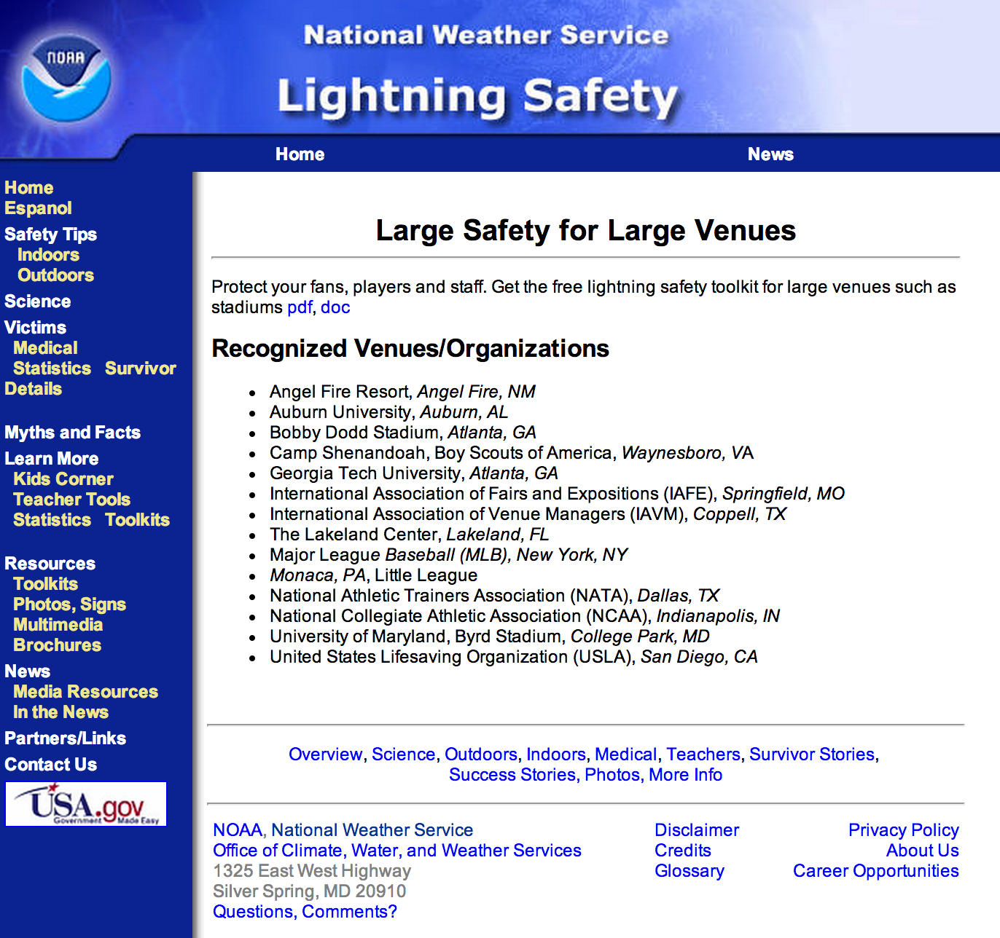 NOAA
National Weather Service
Lightning Safety
Home
News
Home
Espanol
Safety Tips
Indoors
Outdoors
Science
Victims
Medical
Statistics Survivor
Details
Myths and Facts
Learn More
Kids Corner
Teacher Tools
Statistics Toolkits
Resources
Toolkits
Photos, Signs
Multimedia
Brochures
News
Media Resources
In the News
Partners/Links
Contact Us
USA.gov
Government Made Easy
Large Safety for Large Venues
Protect your fans, players and staff. Get the free lightning safety toolkit for large venues such as
stadiums pdf, doc
Recognized Venues/Organizations
• Angel Fire Resort, Angel Fire, NM
• Auburn University, Auburn, AL
• Bobby Dodd Stadium, Atlanta, GA
• Camp Shenandoah, Boy Scouts of America, Waynesboro, VA
• Georgia Tech University, Atlanta, GA
• International Association of Fairs and Expositions (IAFE), Springfield, MO
• International Association of Venue Managers (IAVM), Coppell, TX
• The Lakeland Center, Lakeland, FL
• Major League Baseball (MLB), New York, NY
• Monaca, PA, Little League
• National Athletic Trainers Association (NATA), Dallas, TX
• National Collegiate Athletic Association (NCAA), Indianapolis, IN
• University of Maryland, Byrd Stadium, College Park, MD
• United States Lifesaving Organization (USLA), San Diego, CA
Overview, Science, Outdoors, Indoors, Medical, Teachers, Survivor Stories,
Success Stories, Photos, More Info
NOAA, National Weather Service
Office of Climate, Water, and Weather Services
1325 East West Highway
Silver Spring, MD 20910
Questions, Comments?
Disclaimer
Credits
Glossary
Privacy Policy
About Us
Career Opportunities